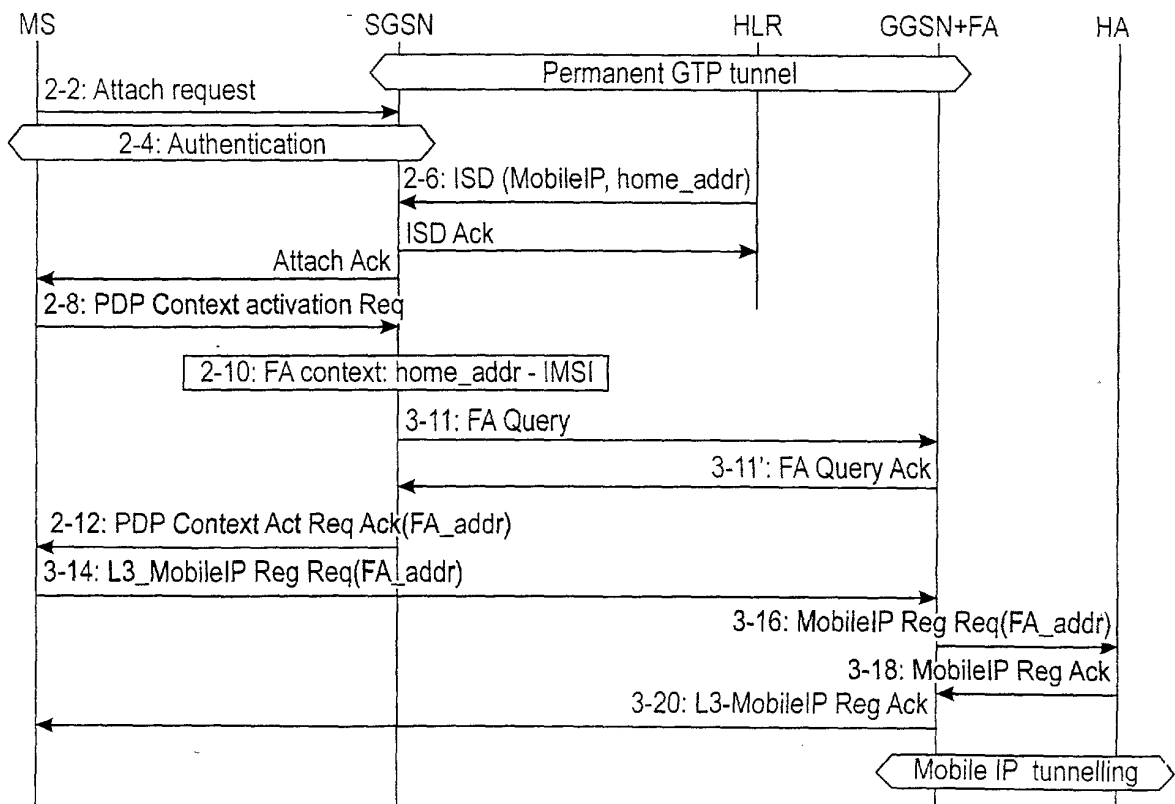 MS
SGSN
HLR
GGSN+FA
HA
Permanent GTP tunnel
2-2: Attach request
2-4: Authentication
2-6: ISD (MobileIP, home_addr)
ISD Ack
Attach Ack
2-8: PDP Context activation Req
2-10: FA context: home_addr - IMSI
3-11: FA Query
3-11': FA Query Ack
2-12: PDP Context Act Req Ack(FA_addr)
3-14: L3_MobileIP Reg Req(FA_addr)
3-16: MobileIP Reg Req(FA_addr)
3-18: MobileIP Reg Ack
3-20: L3-MobileIP Reg Ack
Mobile IP tunnelling